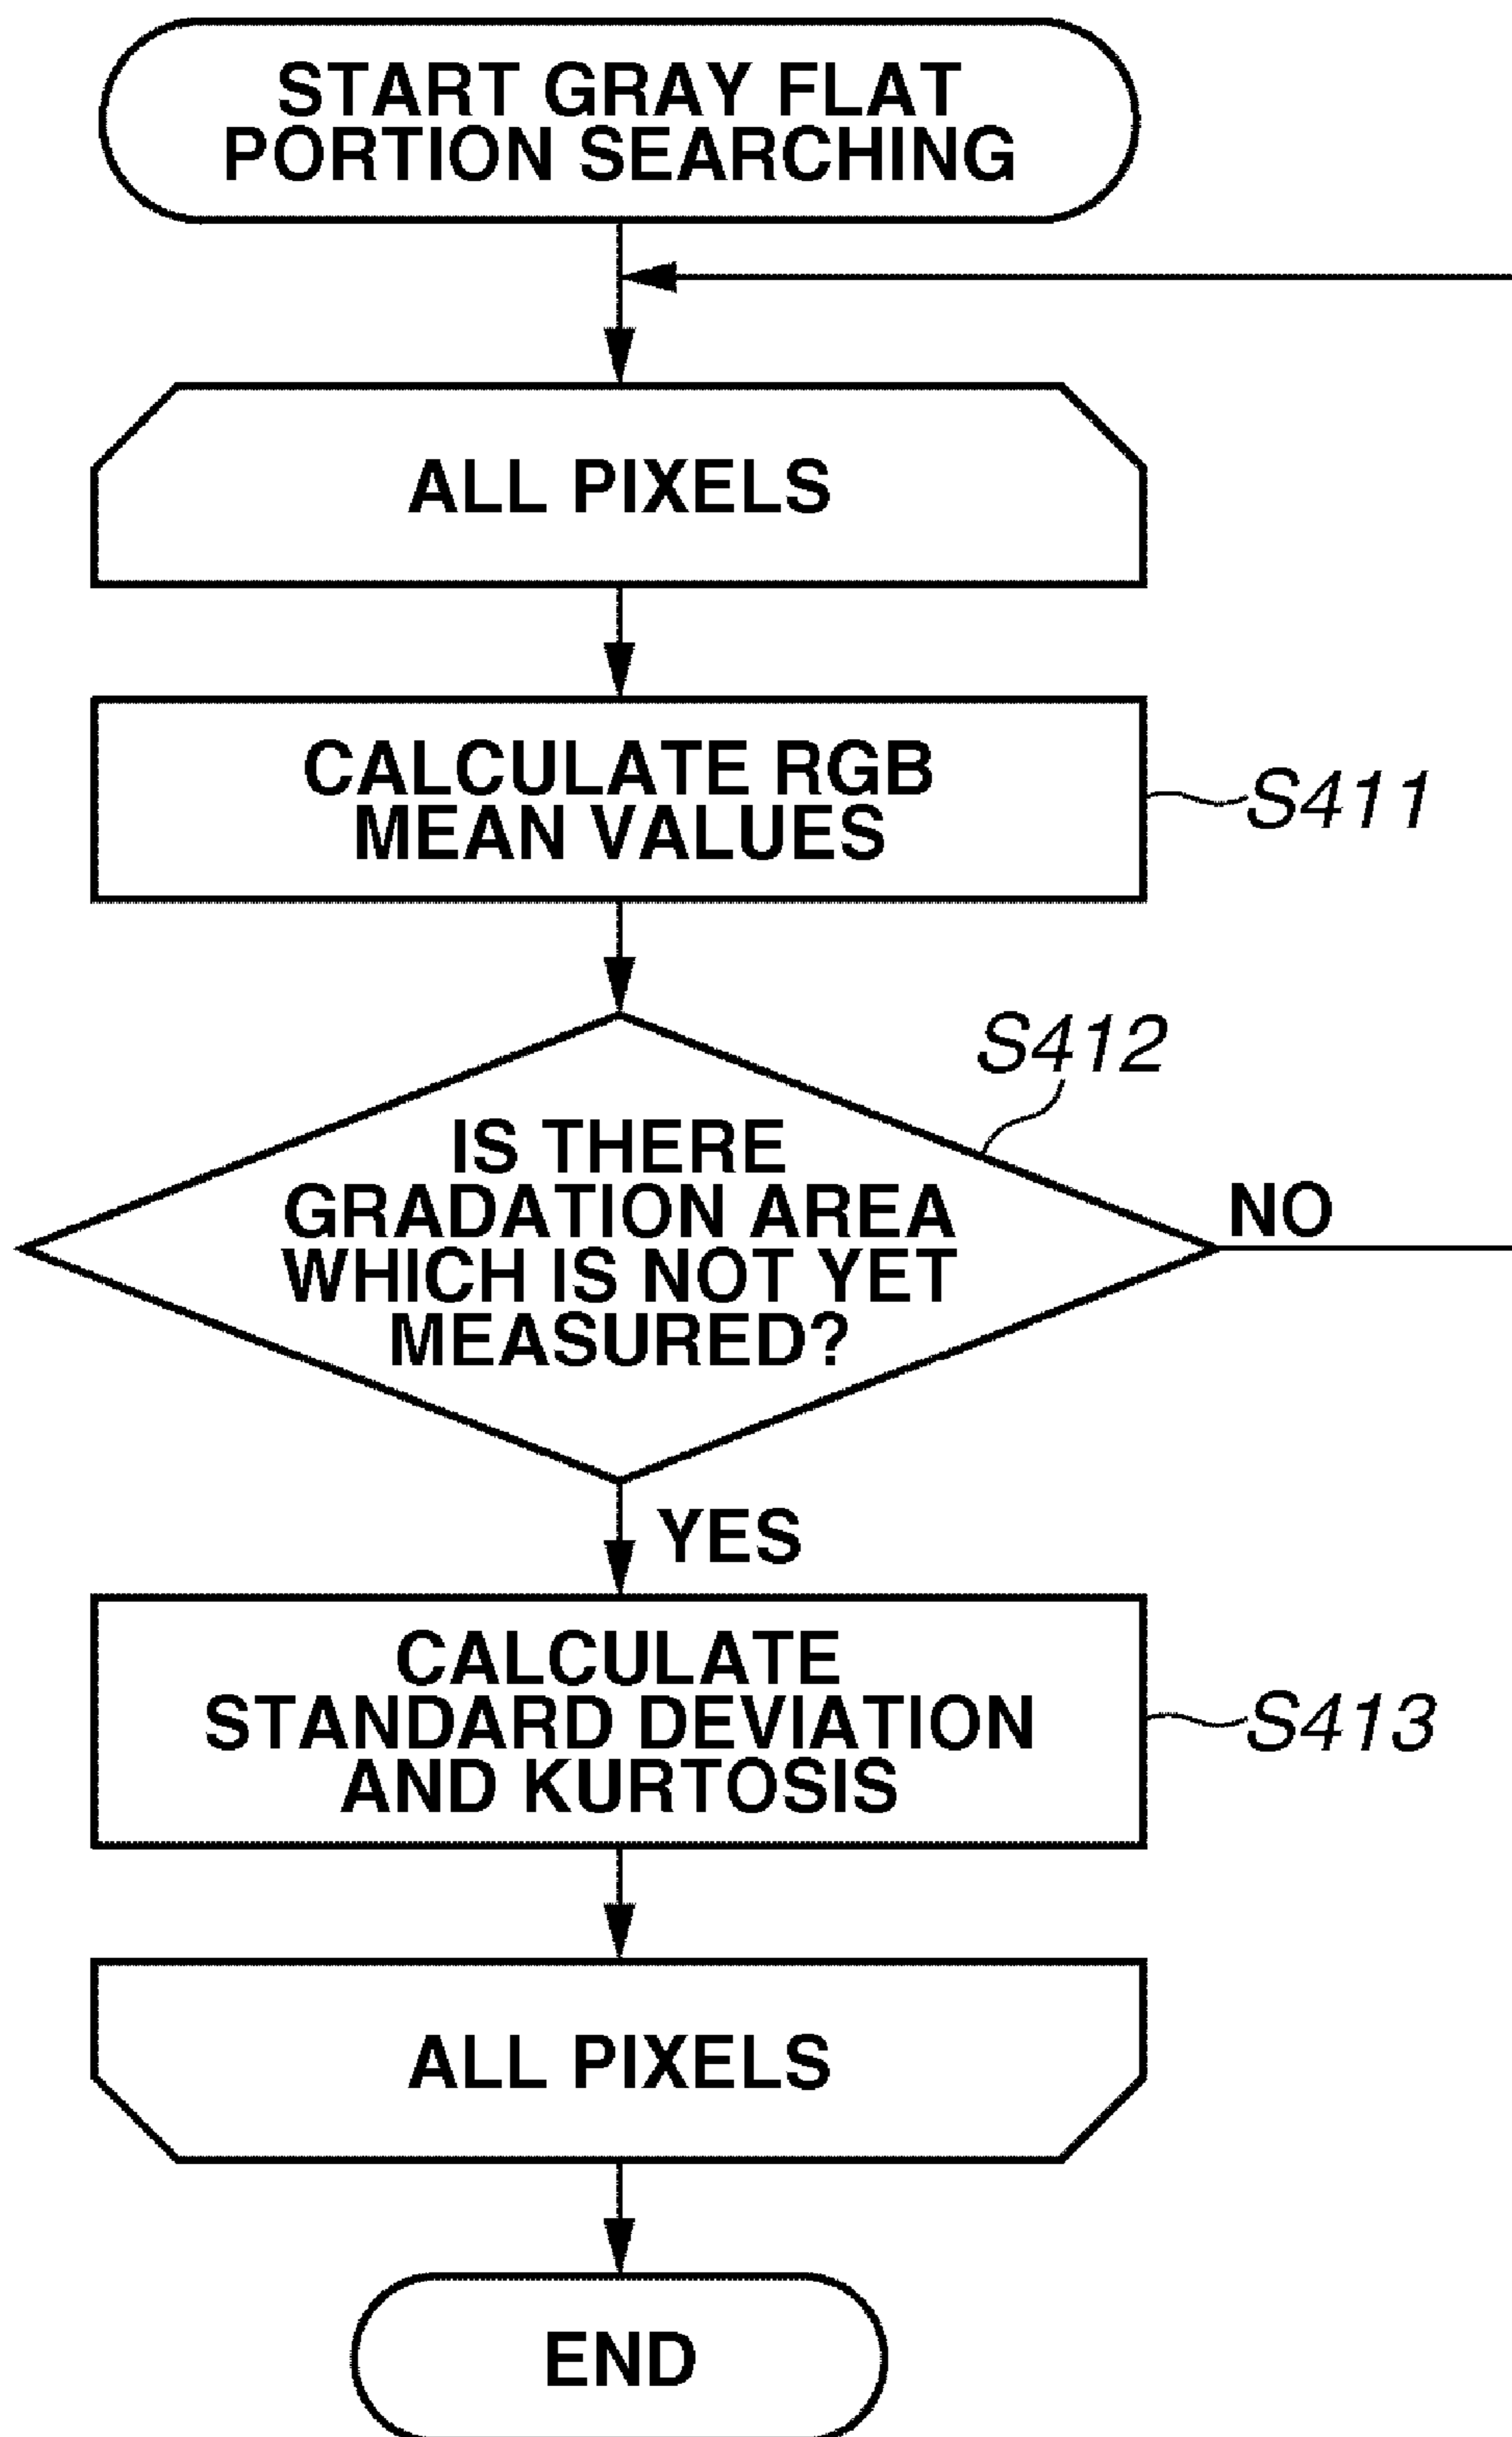 START GRAY FLAT
PORTION SEARCHING
ALL PIXELS
CALCULATE RGB
MEAN VALUES
S411
S412
IS THERE
GRADATION AREA
WHICH IS NOT YET
MEASURED?
NO
YES
CALCULATE
STANDARD DEVIATION
AND KURTOSIS
S413
ALL PIXELS
END